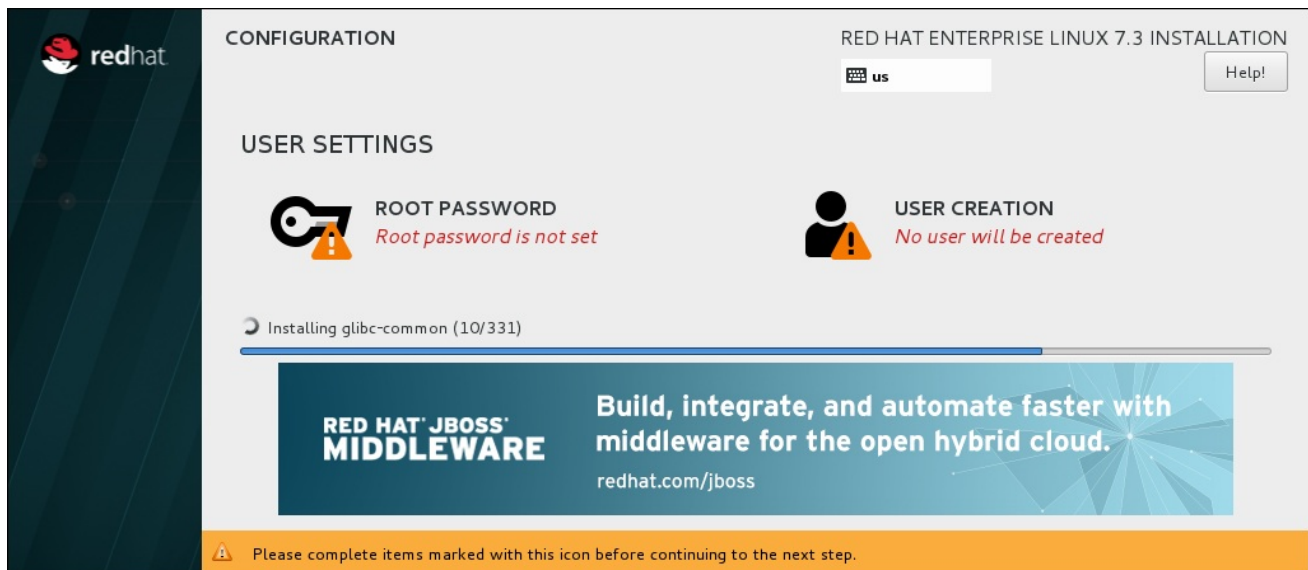 redhat
CONFIGURATION
RED HAT ENTERPRISE LINUX 7.3 INSTALLATION
us
Help!
USER SETTINGS
ROOT PASSWORD
Root password is not set
USER CREATION
No user will be created
Installing glibc-common (10/331)
RED HAT® JBOSS®
MIDDLEWARE
Build, integrate, and automate faster with
middleware for the open hybrid cloud.
redhat.com/jboss
Please complete items marked with this icon before continuing to the next step.